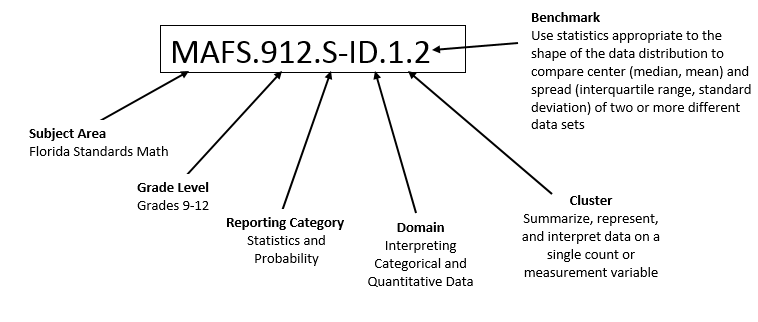 MAFS.912.S-ID.1.2
Benchmark
Use statistics appropriate to the
shape of the data distribution to
compare center (median, mean) and
spread (interquartile range, standard
deviation) of two or more different
data sets
Subject Area
Florida Standards Math
Grade Level
Grades 9-12
Reporting Category
Statistics and
Probability
Domain
Interpreting
Categorical and
Quantitative Data
Cluster
Summarize, represent,
and interpret data on a
single count or
measurement variable